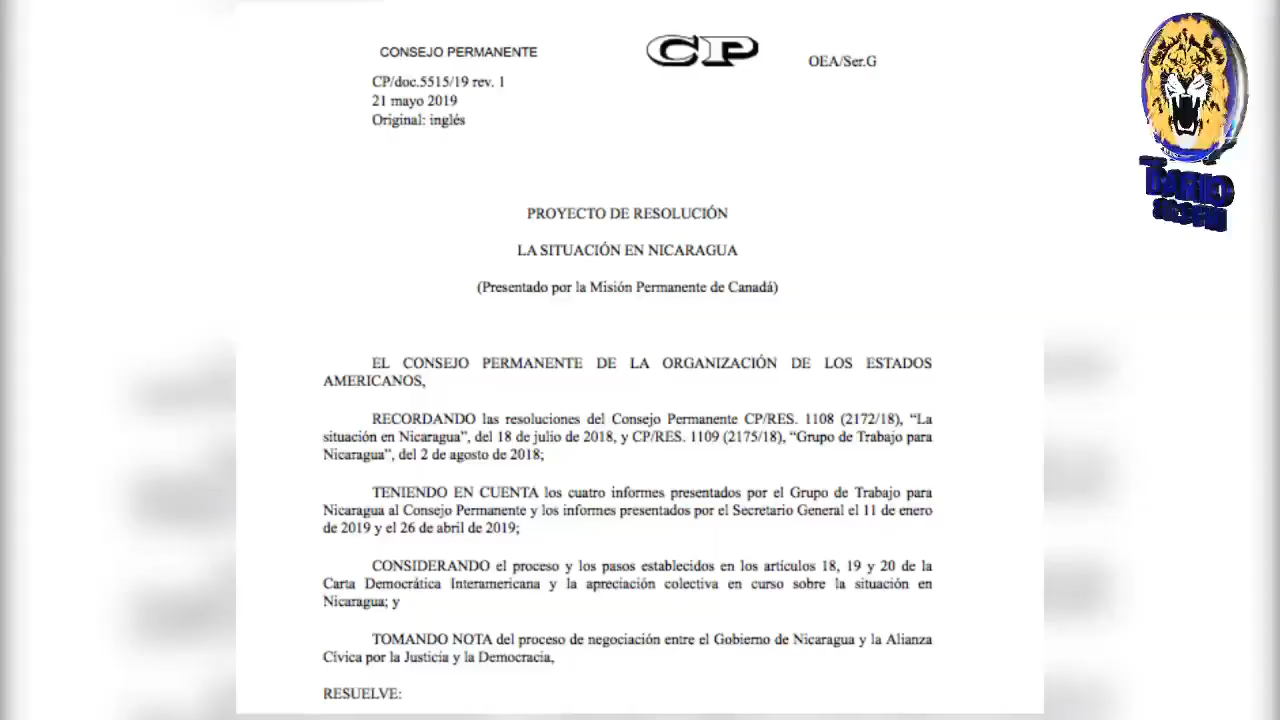 CONSEJO PERMANENTE
CP
OEA/Ser.G
CP/doc.5515/19 rev. 1
21 mayo 2019
Original: inglés
PROYECTO DE RESOLUCIÓN
LA SITUACIÓN EN NICARAGUA
(Presentado por la Misión Permanente de Canadá)
EL CONSEJO PERMANENTE DE LA ORGANIZACIÓN DE LOS ESTADOS
AMERICANOS,
RECORDANDO las resoluciones del Consejo Permanente CP/RES. 1108 (2172/18), “La
situación en Nicaragua”, del 18 de julio de 2018, y CP/RES. 1109 (2175/18), “Grupo de Trabajo para
Nicaragua”, del 2 de agosto de 2018;
TENIENDO EN CUENTA los cuatro informes presentados por el Grupo de Trabajo para
Nicaragua al Consejo Permanente y los informes presentados por el Secretario General el 11 de enero
de 2019 y el 26 de abril de 2019;
CONSIDERANDO el proceso y los pasos establecidos en los artículos 18, 19 y 20 de la
Carta Democrática Interamericana y la apreciación colectiva en curso sobre la situación en
Nicaragua; y
TOMANDO NOTA del proceso de negociación entre el Gobierno de Nicaragua y la Alianza
Cívica por la Justicia y la Democracia,
RESUELVE: